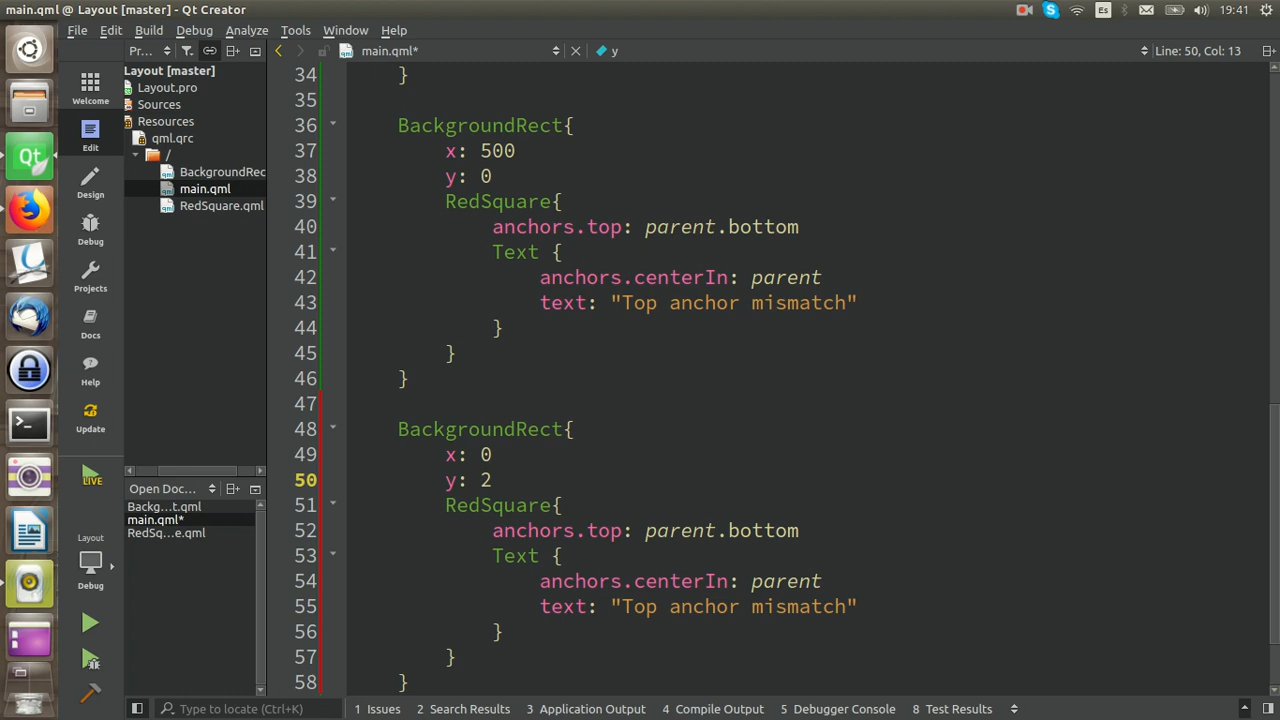 main.qml @ Layout [master] - Qt Creator
Es
19:41
File Edit Build Debug Analyze Tools Window Help
Pr...
main.qml*
y
Line: 50, Col: 13
Welcome
Edit
Design
Debug
Projects
Docs
Help
Update
LIVE
Layout
Debug
Layout [master]
Layout.pro
Sources
Resources
qml.qrc
/
BackgroundRec
main.qml
RedSquare.qml
Open Doc...
Backg...t.qml
main.qml*
RedSq...e.qml
34 }
35
36 BackgroundRect{
37 x: 500
38 y: 0
39 RedSquare{
40 anchors.top: parent.bottom
41 Text {
42 anchors.centerIn: parent
43 text: "Top anchor mismatch"
44 }
45 }
46 }
47
48 BackgroundRect{
49 x: 0
50 y: 2
51 RedSquare{
52 anchors.top: parent.bottom
53 Text {
54 anchors.centerIn: parent
55 text: "Top anchor mismatch"
56 }
57 }
58 }
Type to locate (Ctrl+K)
1 Issues 2 Search Results 3 Application Output 4 Compile Output 5 Debugger Console 8 Test Results